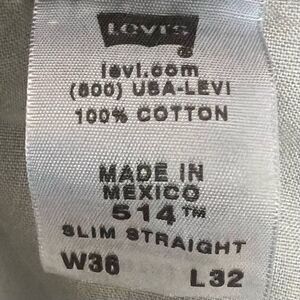 LEVI'S
levi.com
(800) USA-LEVI
100% COTTON
MADE IN
MEXICO
514™
SLIM STRAIGHT
W36 L32